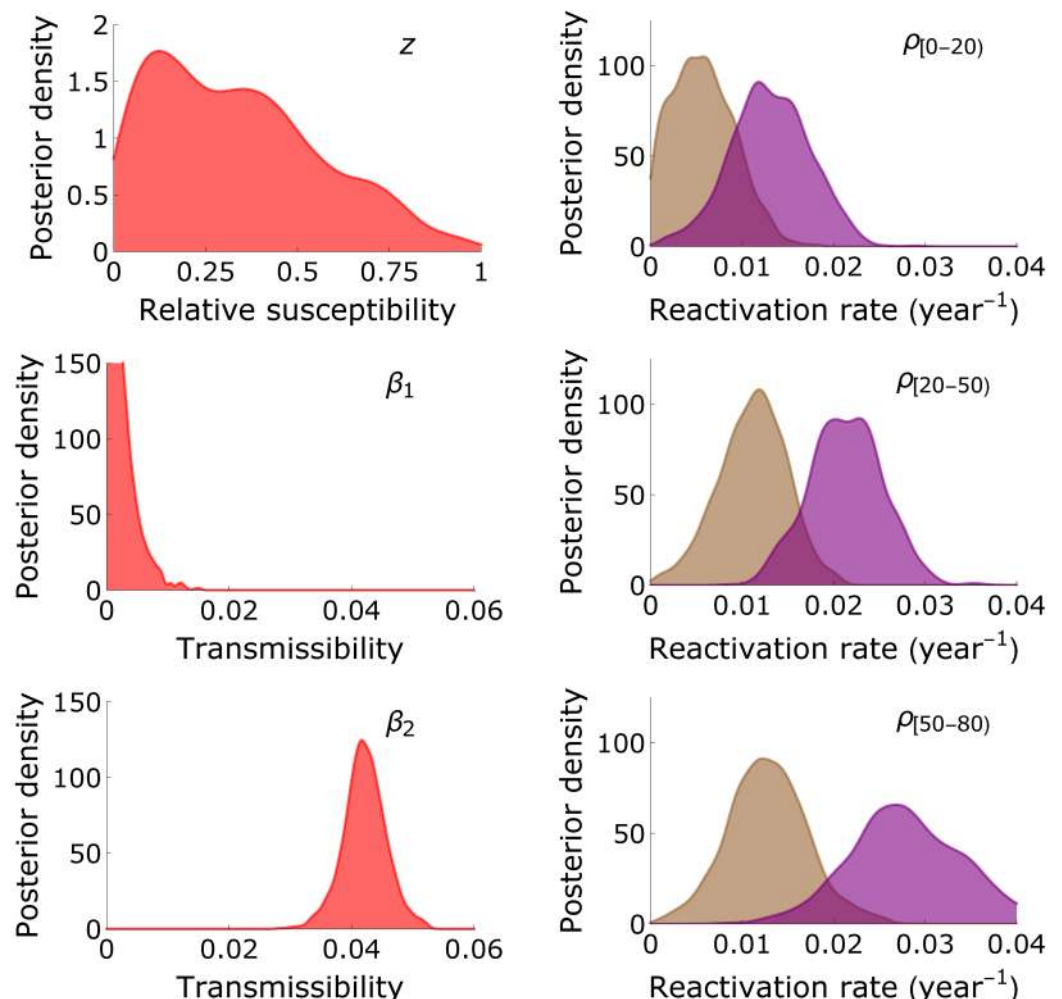 2
1.5
1
0.5
0
Posterior density
z
0
0.25
0.5
0.75
1
Relative susceptibility
100
50
0
Posterior density
ρ[0–20)
0
0.01
0.02
0.03
0.04
Reactivation rate (year⁻¹)
150
100
50
0
Posterior density
β₁
0
0.02
0.04
0.06
Transmissibility
100
50
0
Posterior density
ρ[20–50)
0
0.01
0.02
0.03
0.04
Reactivation rate (year⁻¹)
150
100
50
0
Posterior density
β₂
0
0.02
0.04
0.06
Transmissibility
100
50
0
Posterior density
ρ[50–80)
0
0.01
0.02
0.03
0.04
Reactivation rate (year⁻¹)